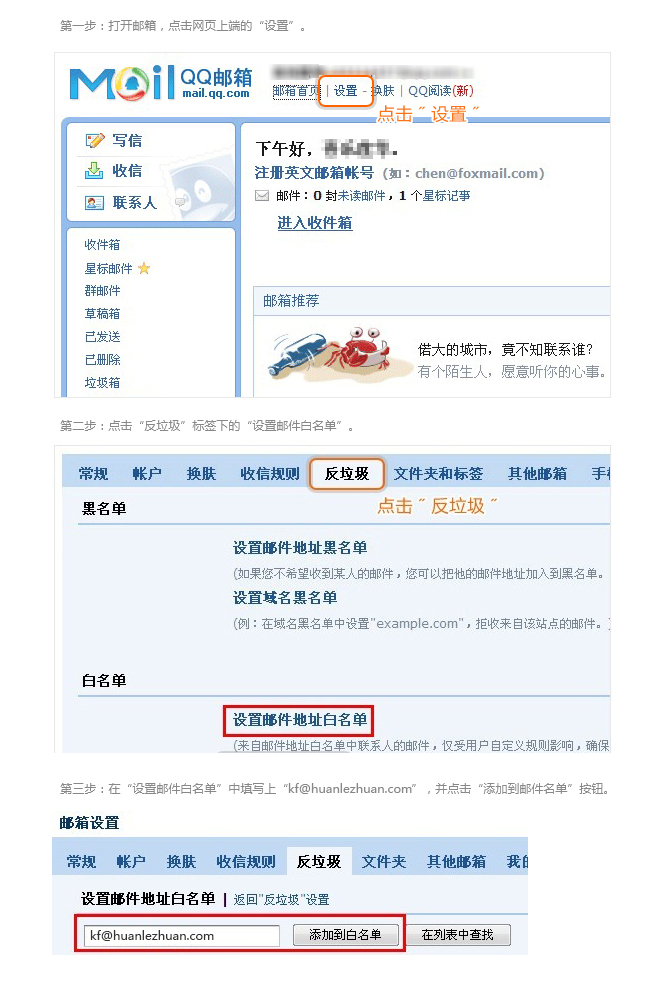 第一步：打开邮箱，点击网页上端的“设置”。
Mail QQ邮箱
mail.qq.com
邮箱首页 | 设置 - 换肤 | QQ阅读(新)
点击“设置”
写信
收信
联系人
下午好，
注册英文邮箱帐号（如：chen@foxmail.com）
邮件：0 封未读邮件，1 个星标记事
进入收件箱
收件箱
星标邮件
群邮件
草稿箱
已发送
已删除
垃圾箱
邮箱推荐
偌大的城市，竟不知联系谁？
有个陌生人，愿意听你的心事。
第二步：点击“反垃圾”标签下的“设置邮件白名单”。
常规 帐户 换肤 收信规则 反垃圾 文件夹和标签 其他邮箱
点击“反垃圾”
黑名单
设置邮件地址黑名单
(如果您不希望收到某人的邮件，您可以把他的邮件地址加入到黑名单。
设置域名黑名单
(例：在域名黑名单中设置"example.com"，拒收来自该站点的邮件。)
白名单
设置邮件地址白名单
(来自邮件地址白名单中联系人的邮件，仅受用户自定义规则影响，确保
第三步：在“设置邮件白名单”中填写上“kf@huanlezhuan.com”，并点击“添加到邮件名单”按钮。
邮箱设置
常规 帐户 换肤 收信规则 反垃圾 文件夹 其他邮箱 我的
设置邮件地址白名单 | 返回"反垃圾"设置
kf@huanlezhuan.com 添加到白名单 在列表中查找